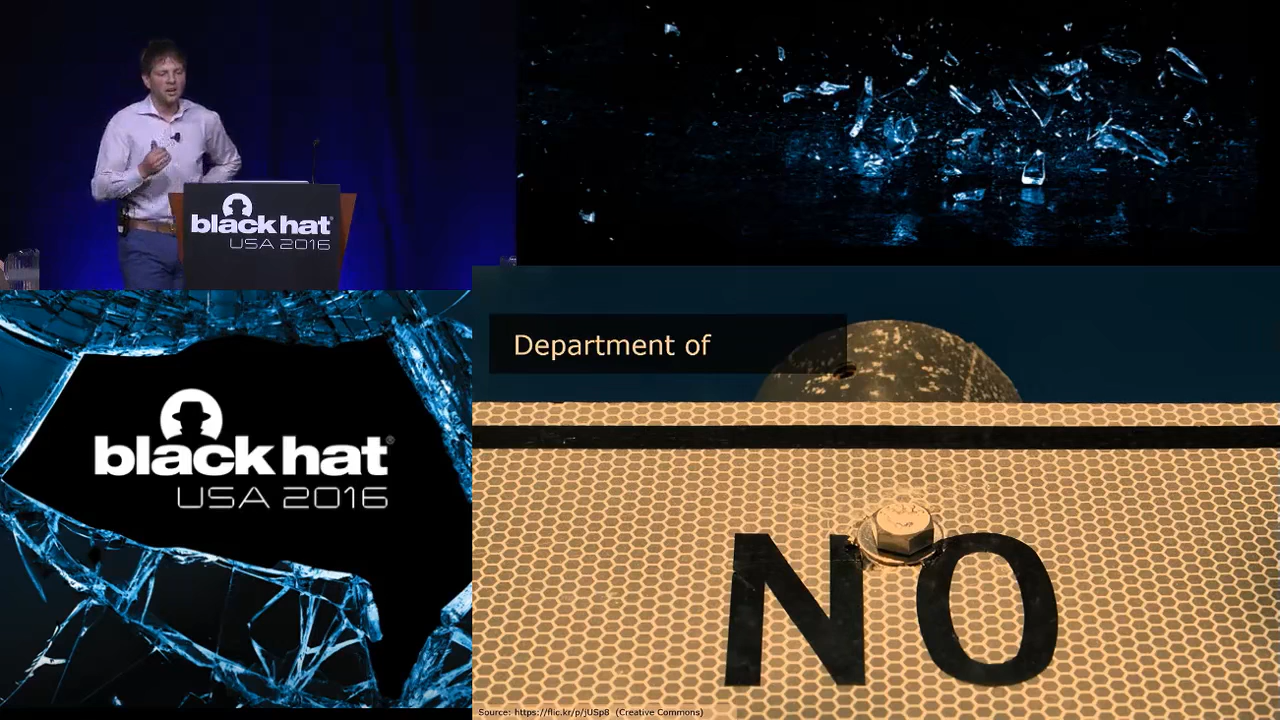 black hat
USA 2016
black hat®
USA 2016
Department of
NO
Source: https://flic.kr/p/jUSp8 (Creative Commons)